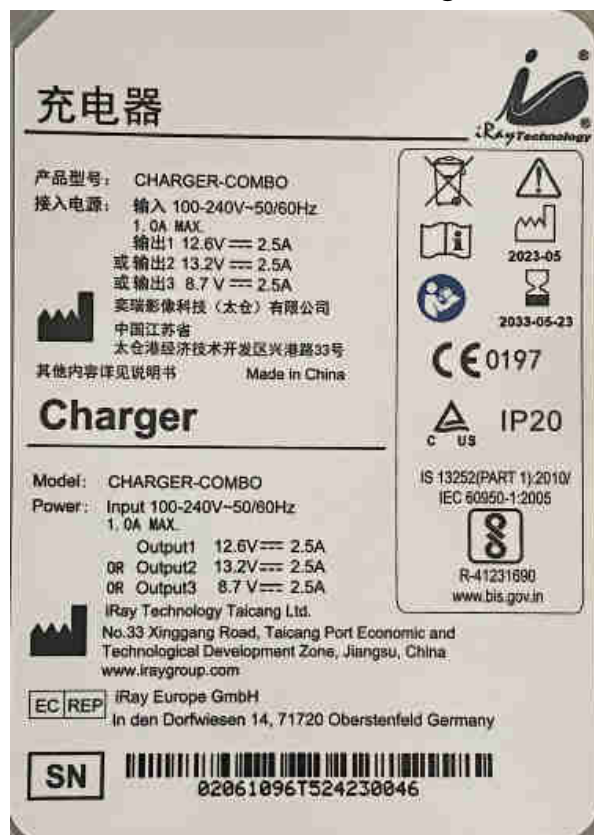 iRay Technology
充电器
产品型号： CHARGER-COMBO
接入电源： 输入 100-240V~50/60Hz
1.0A MAX.
输出1 12.6V⎓ 2.5A
或输出2 13.2V⎓ 2.5A
或输出3 8.7 V⎓ 2.5A
奕瑞影像科技（太仓）有限公司
中国江苏省
太仓港经济技术开发区兴港路33号
其他内容详见说明书 Made in China
2023-05
2033-05-23
CE0197
C US IP20
IS 13252(PART 1):2010/
IEC 60950-1:2005
R-41231690
www.bis.gov.in
Charger
Model: CHARGER-COMBO
Power: Input 100-240V~50/60Hz
1.0A MAX.
Output1 12.6V⎓ 2.5A
OR Output2 13.2V⎓ 2.5A
OR Output3 8.7 V⎓ 2.5A
iRay Technology Taicang Ltd.
No.33 Xinggang Road, Taicang Port Economic and
Technological Development Zone, Jiangsu, China
www.iraygroup.com
EC REP iRay Europe GmbH
In den Dorfwiesen 14, 71720 Oberstenfeld Germany
SN
02061096T524230046